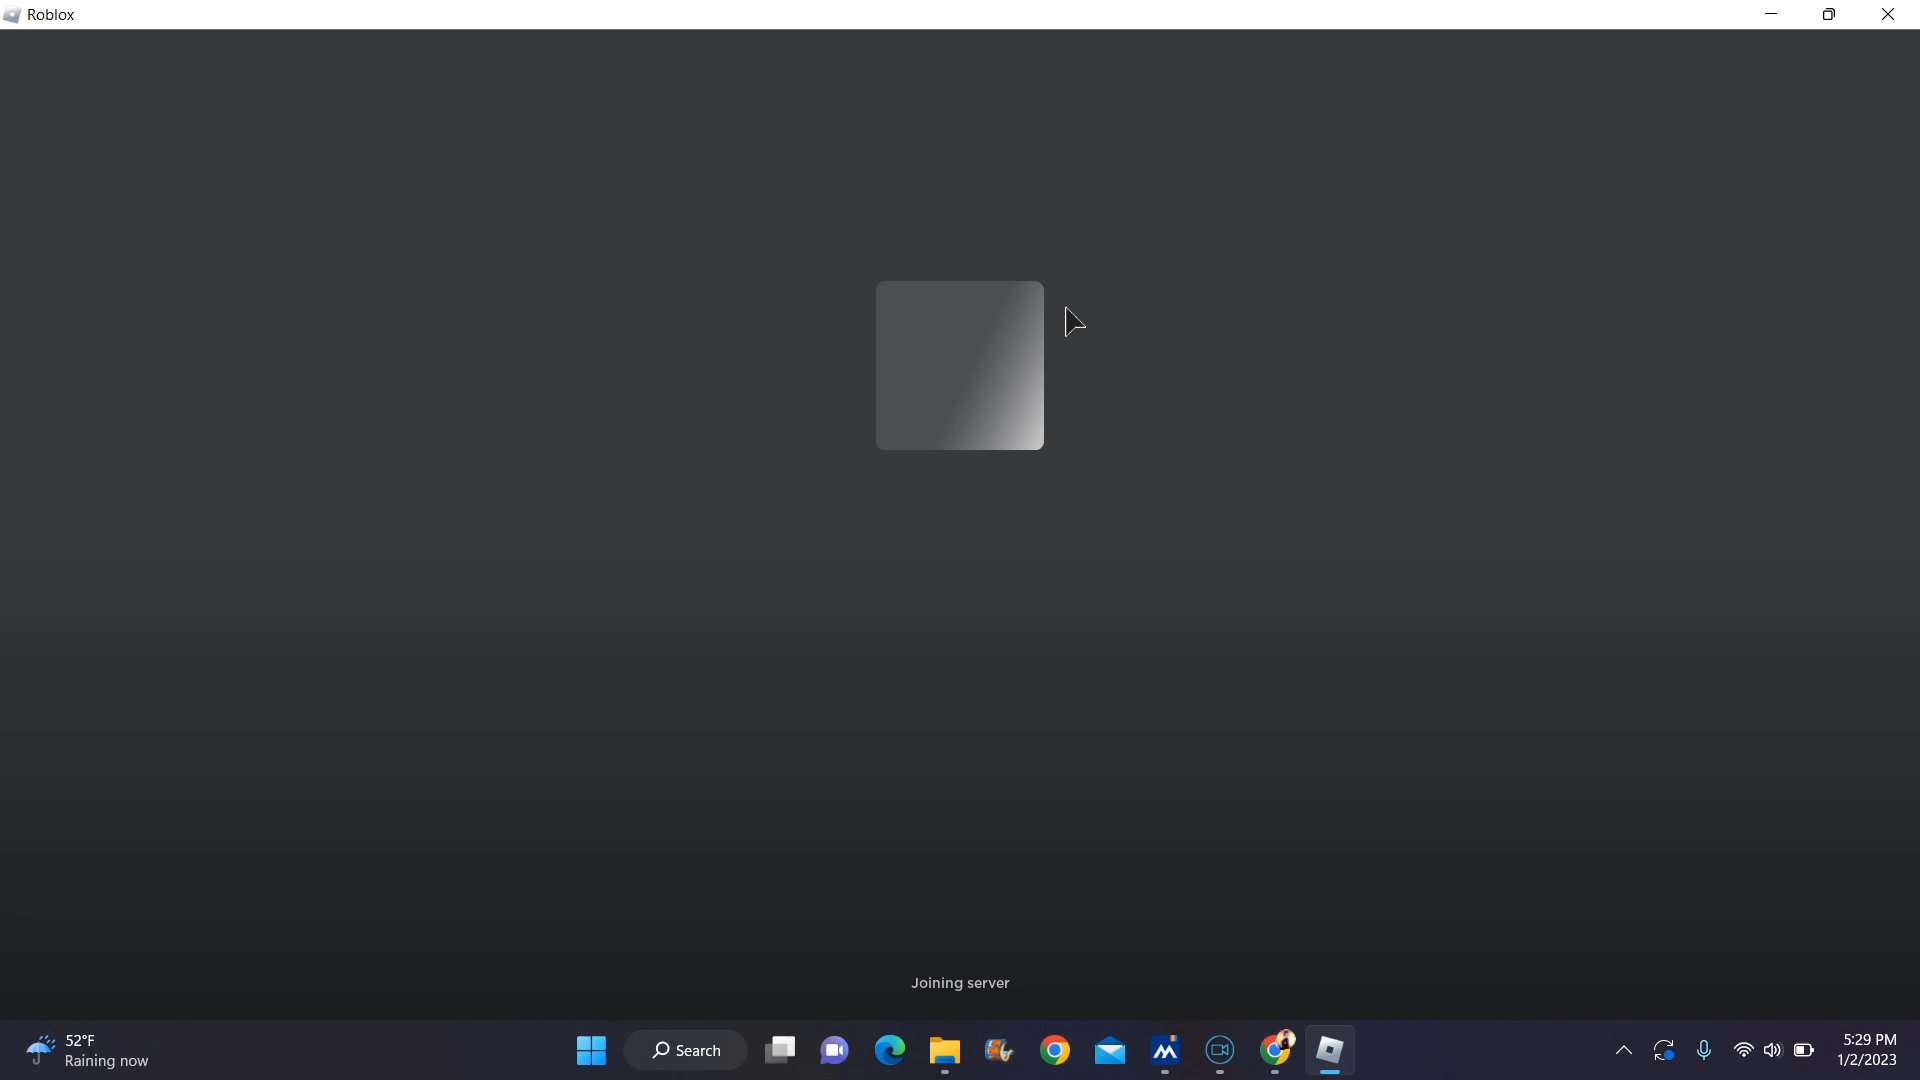 Roblox
Joining server
52°F
Raining now
Search
5:29 PM
1/2/2023